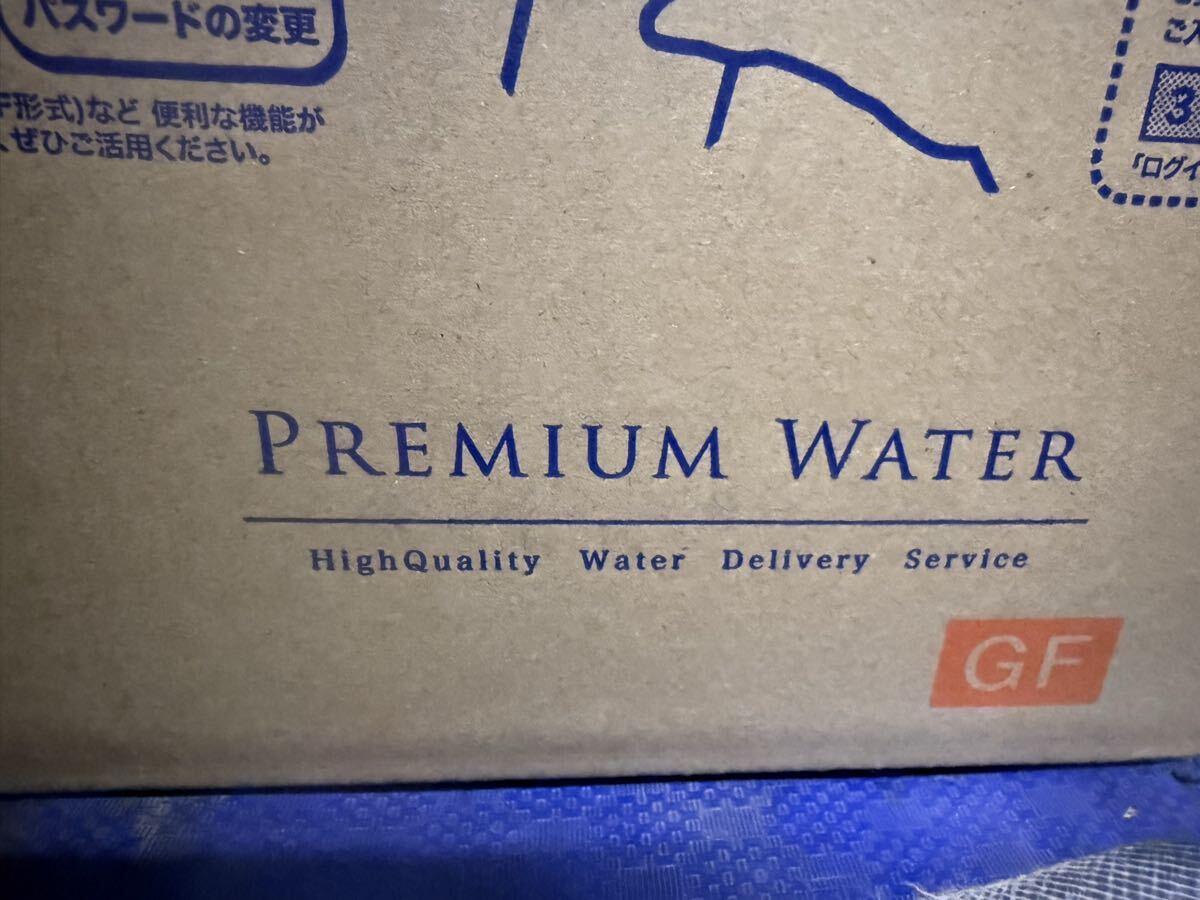 パスワードの変更
F形式)など 便利な機能が
、ぜひご活用ください。
ご入
3
「ログイ
PREMIUM WATER
HighQuality Water Delivery Service
GF